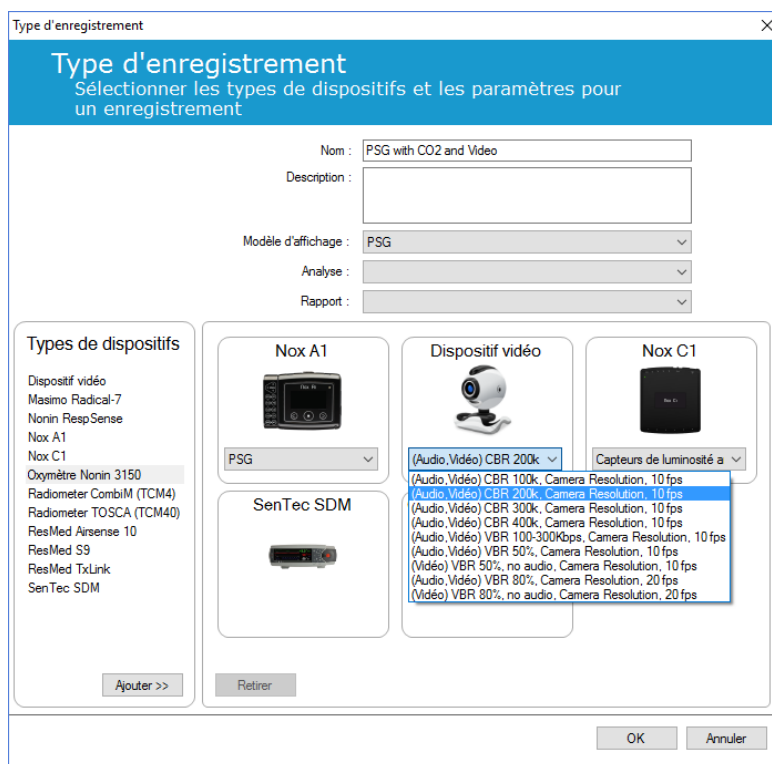 Type d'enregistrement
Type d'enregistrement
Sélectionner les types de dispositifs et les paramètres pour
un enregistrement
Nom :
PSG with CO2 and Video
Description :
Modèle d'affichage :
PSG
Analyse :
Rapport :
Types de dispositifs
Dispositif vidéo
Masimo Radical-7
Nonin RespSense
Nox A1
Nox C1
Oxymètre Nonin 3150
Radiometer CombiM (TCM4)
Radiometer TOSCA (TCM40)
ResMed Airsense 10
ResMed S9
ResMed TxLink
SenTec SDM
Ajouter >>
Nox A1
PSG
Dispositif vidéo
(Audio,Vidéo) CBR 200k
Nox C1
Capteurs de luminosité a
(Audio,Vidéo) CBR 100k, Camera Resolution, 10 fps
(Audio,Vidéo) CBR 200k, Camera Resolution, 10 fps
(Audio,Vidéo) CBR 300k, Camera Resolution, 10 fps
(Audio,Vidéo) CBR 400k, Camera Resolution, 10 fps
(Audio,Vidéo) VBR 100-300Kbps, Camera Resolution, 10 fps
(Audio,Vidéo) VBR 50%, Camera Resolution, 10 fps
(Vidéo) VBR 50%, no audio, Camera Resolution, 10 fps
(Audio,Vidéo) VBR 80%, Camera Resolution, 20 fps
(Vidéo) VBR 80%, no audio, Camera Resolution, 20 fps
SenTec SDM
Retirer
OK
Annuler